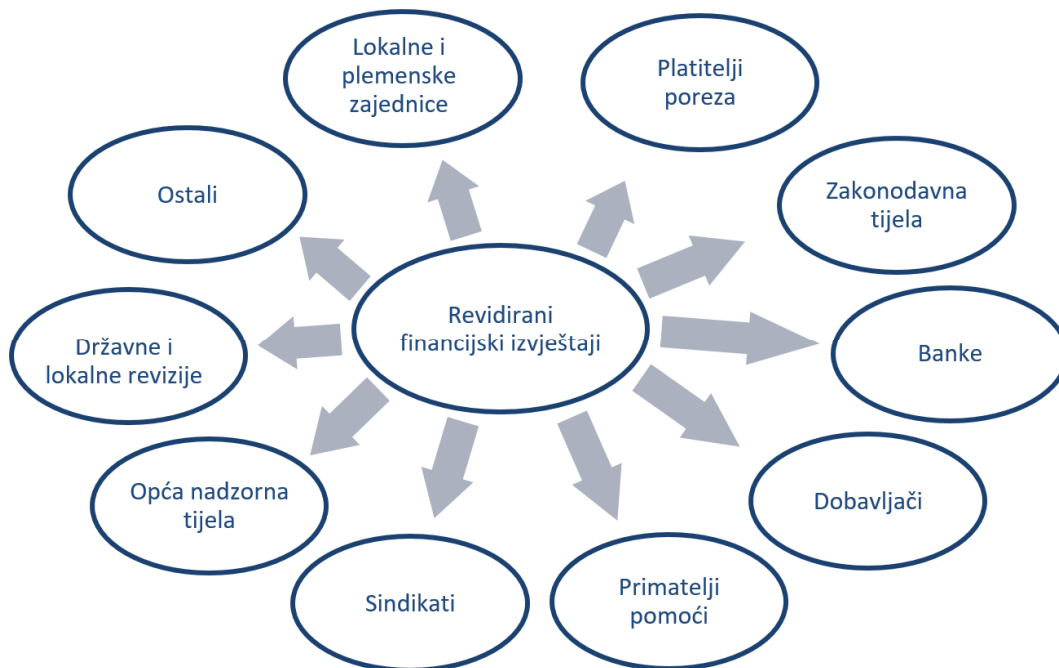 Lokalne i
plemenske
zajednice
Platitelji
poreza
Ostali
Zakonodavna
tijela
Revidirani
financijski izvještaji
Državne i
lokalne revizije
Banke
Opća nadzorna
tijela
Dobavljači
Sindikati
Primatelji
pomoći